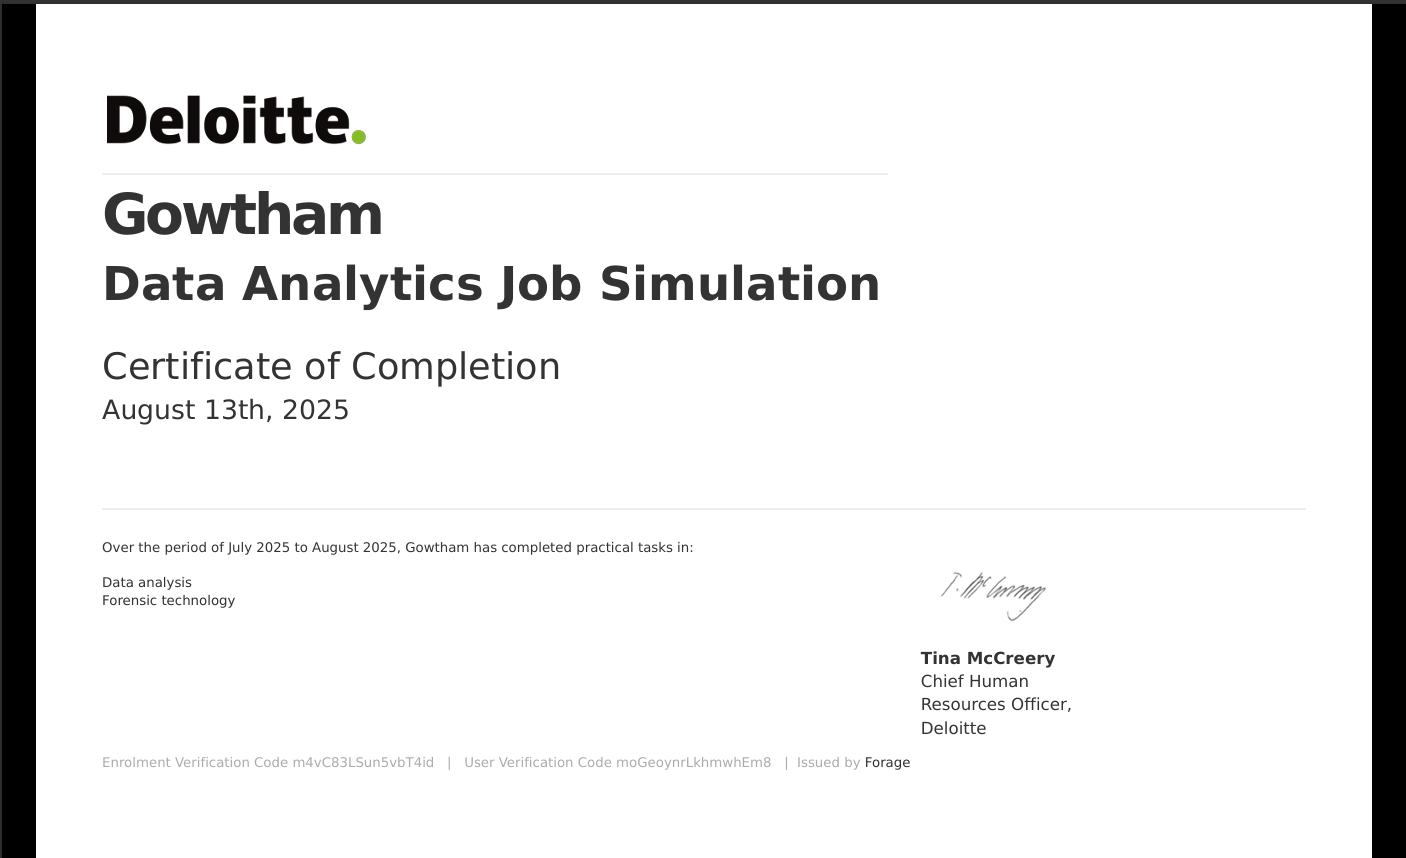 Deloitte.
Gowtham
Data Analytics Job Simulation
Certificate of Completion
August 13th, 2025
Over the period of July 2025 to August 2025, Gowtham has completed practical tasks in:
Data analysis
Forensic technology
T. McCreery
Tina McCreery
Chief Human
Resources Officer,
Deloitte
Enrolment Verification Code m4vC83LSun5vbT4id | User Verification Code moGeoynrLkhmwhEm8 | Issued by Forage